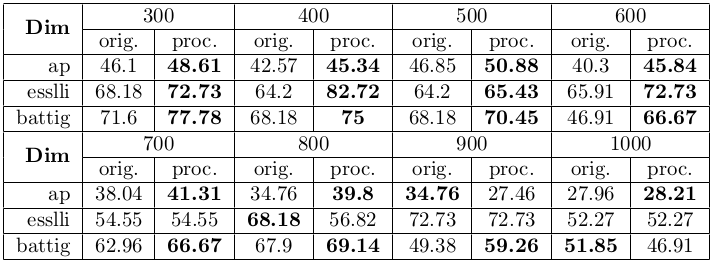 Dim 300 400 500 600
orig. proc. orig. proc. orig. proc. orig. proc.
ap 46.1 48.61 42.57 45.34 46.85 50.88 40.3 45.84
esslli 68.18 72.73 64.2 82.72 64.2 65.43 65.91 72.73
battig 71.6 77.78 68.18 75 68.18 70.45 46.91 66.67
Dim 700 800 900 1000
orig. proc. orig. proc. orig. proc. orig. proc.
ap 38.04 41.31 34.76 39.8 34.76 27.46 27.96 28.21
esslli 54.55 54.55 68.18 56.82 72.73 72.73 52.27 52.27
battig 62.96 66.67 67.9 69.14 49.38 59.26 51.85 46.91